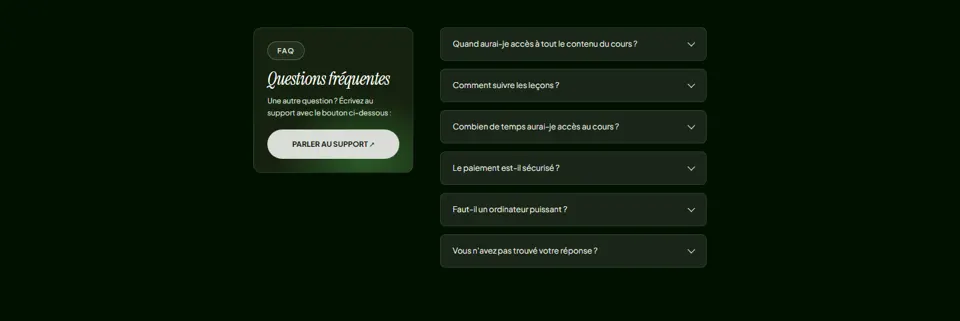 FAQ
Questions fréquentes
Une autre question ? Écrivez au
support avec le bouton ci-dessous :
PARLER AU SUPPORT ↗
Quand aurai-je accès à tout le contenu du cours ?
Comment suivre les leçons ?
Combien de temps aurai-je accès au cours ?
Le paiement est-il sécurisé ?
Faut-il un ordinateur puissant ?
Vous n'avez pas trouvé votre réponse ?